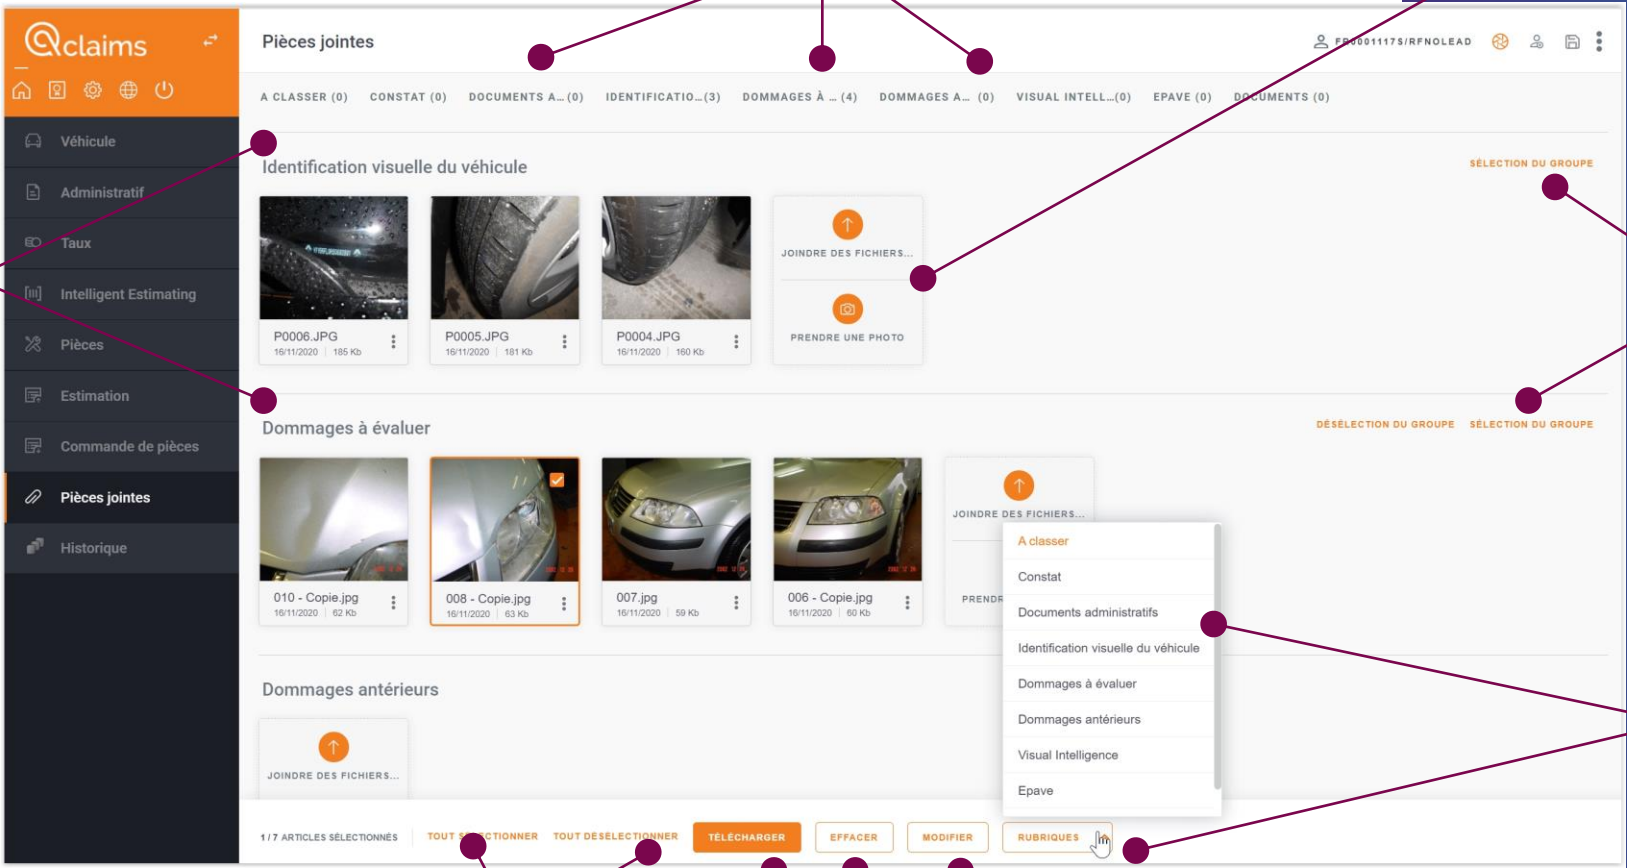 Qclaims
Pièces jointes
FR0001117S/RFNOLEAD
A CLASSER (0) CONSTAT (0) DOCUMENTS A... (0) IDENTIFICATIO...(3) DOMMAGES À ... (4) DOMMAGES A... (0) VISUAL INTELL...(0) EPAVE (0) DOCUMENTS (0)
Véhicule
Administratif
Taux
Intelligent Estimating
Pièces
Estimation
Commande de pièces
Pièces jointes
Historique
Identification visuelle du véhicule
SÉLECTION DU GROUPE
JOINDRE DES FICHIERS...
PRENDRE UNE PHOTO
P0006.JPG
16/11/2020 185 Kb
P0005.JPG
16/11/2020 181 Kb
P0004.JPG
16/11/2020 160 Kb
Dommages à évaluer
DÉSÉLECTION DU GROUPE SÉLECTION DU GROUPE
JOINDRE DES FICHIERS...
PRENDR
010 - Copie.jpg
16/11/2020 62 Kb
008 - Copie.jpg
16/11/2020 63 Kb
007.jpg
16/11/2020 59 Kb
006 - Copie.jpg
16/11/2020 60 Kb
A classer
Constat
Documents administratifs
Identification visuelle du véhicule
Dommages à évaluer
Dommages antérieurs
Visual Intelligence
Epave
Dommages antérieurs
JOINDRE DES FICHIERS...
1 / 7 ARTICLES SÉLECTIONNÉS TOUT SÉLECTIONNER TOUT DÉSÉLECTIONNER TÉLÉCHARGER EFFACER MODIFIER RUBRIQUES